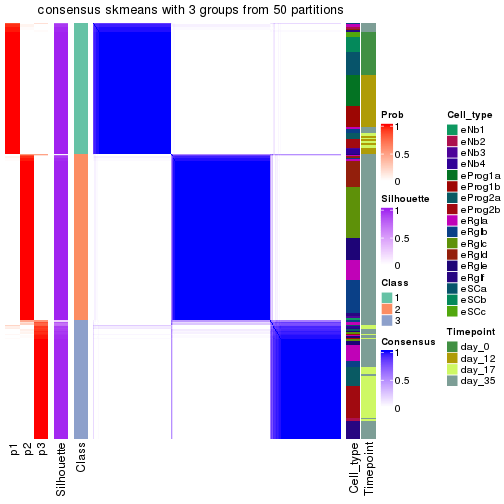 consensus skmeans with 3 groups from 50 partitions
p1
p2
p3
Silhouette
Class
Cell_type
Timepoint
Prob
1
0.5
0
Silhouette
1
0.5
0
Class
1
2
3
Consensus
1
0.5
0
Cell_type
eNb1
eNb2
eNb3
eNb4
eProg1a
eProg1b
eProg2a
eProg2b
eRgla
eRglb
eRglc
eRgld
eRgle
eRglf
eSCa
eSCb
eSCc
Timepoint
day_0
day_12
day_17
day_35